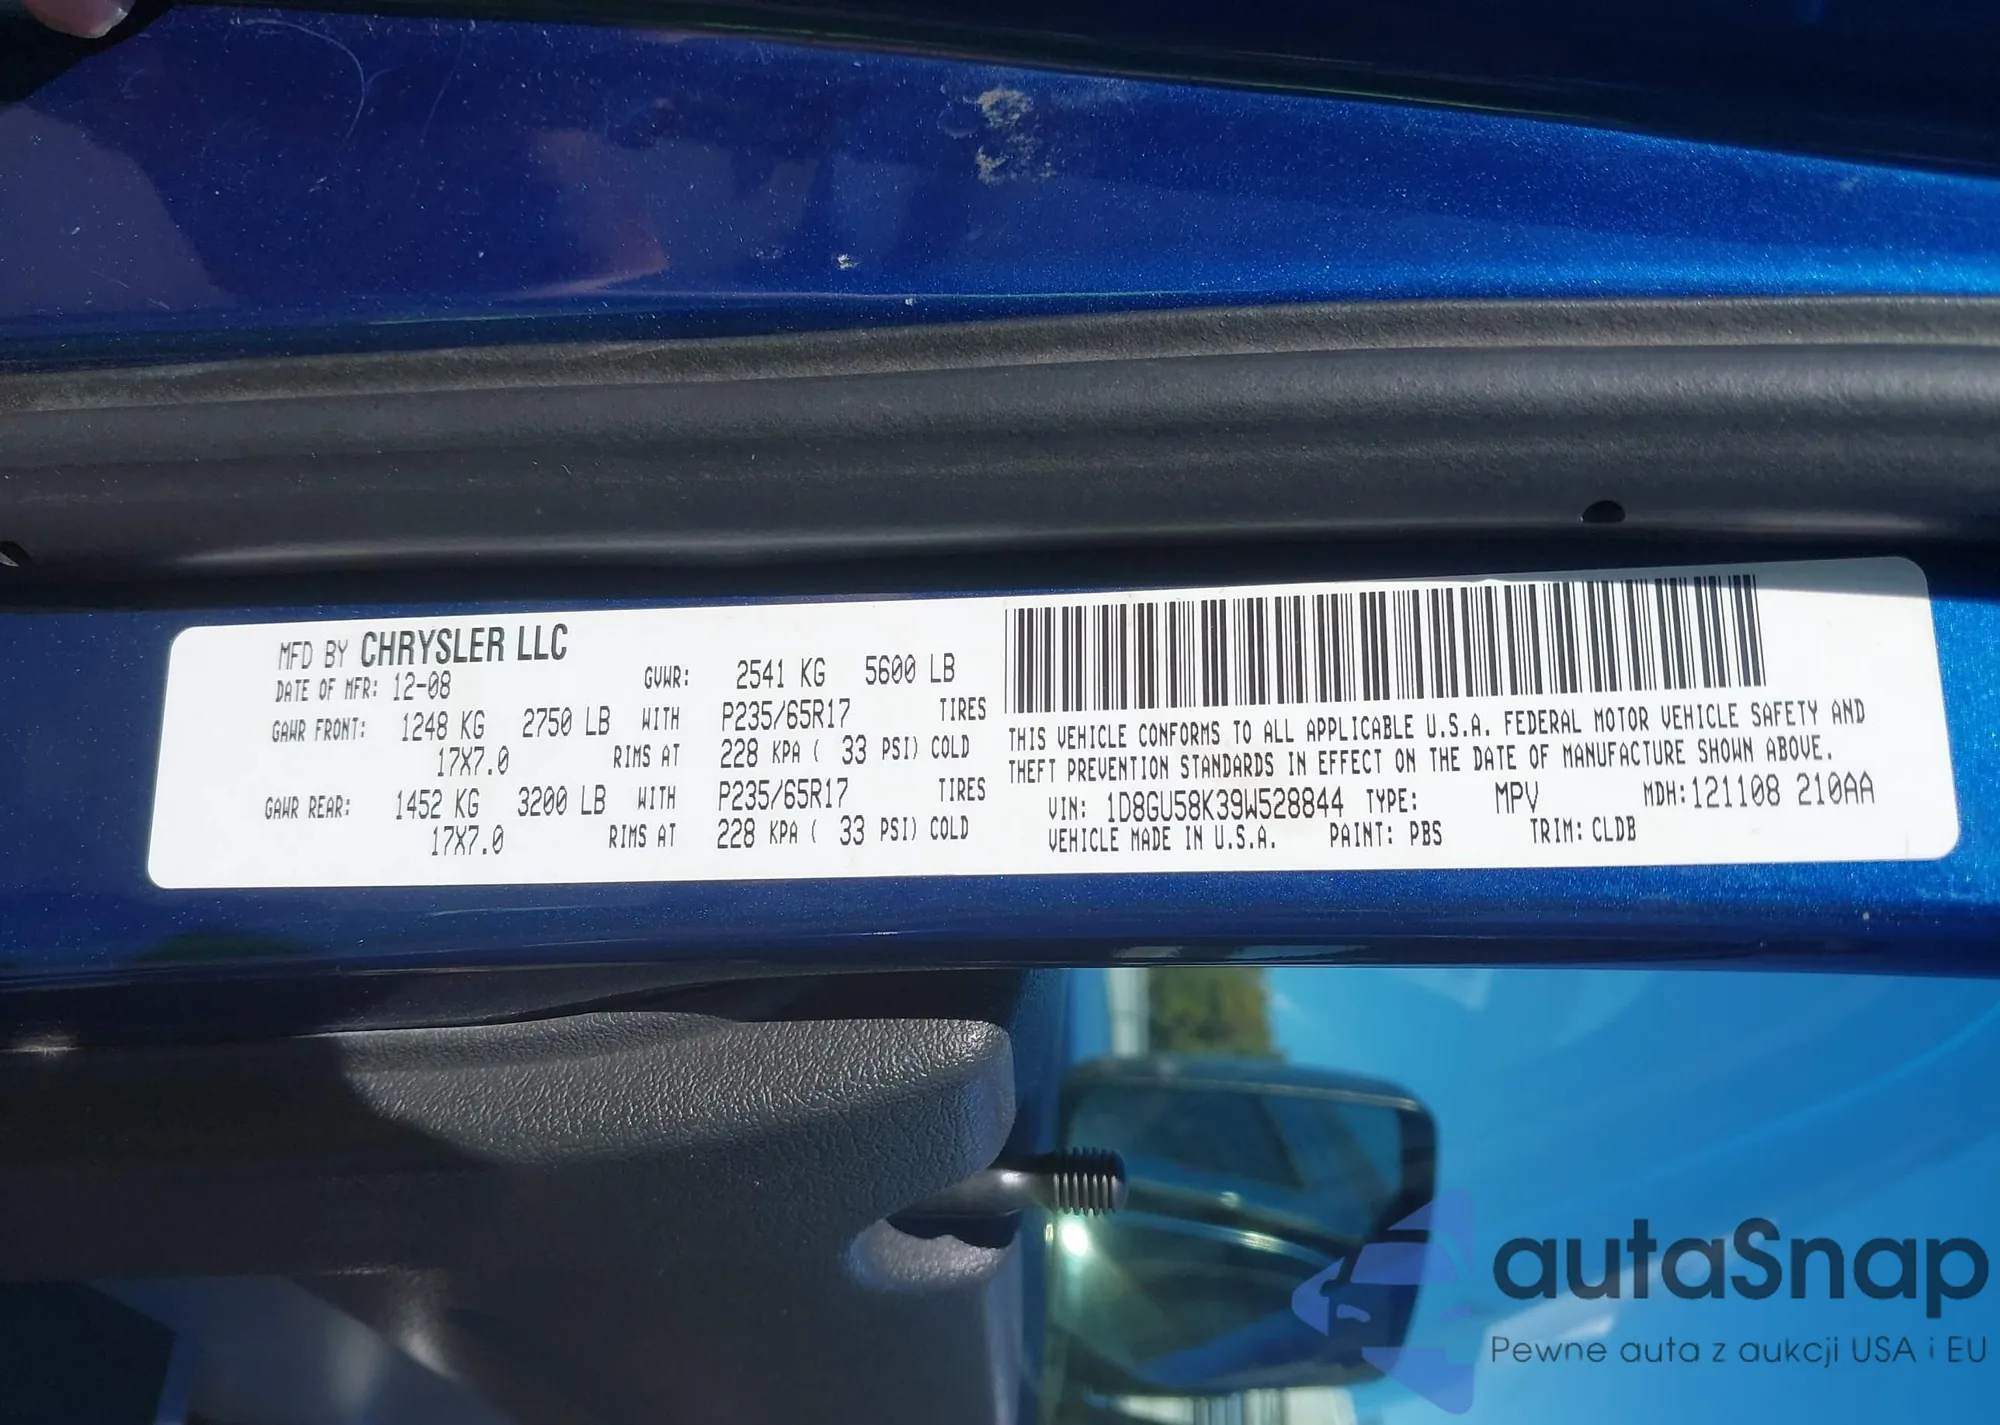 MFD BY CHRYSLER LLC
DATE OF MFR: 12-08 GVWR: 2541 KG 5600 LB
GAWR FRONT: 1248 KG 2750 LB WITH P235/65R17 TIRES
17X7.0 RIMS AT 228 KPA ( 33 PSI) COLD
GAWR REAR: 1452 KG 3200 LB WITH P235/65R17 TIRES
17X7.0 RIMS AT 228 KPA ( 33 PSI) COLD
THIS VEHICLE CONFORMS TO ALL APPLICABLE U.S.A. FEDERAL MOTOR VEHICLE SAFETY AND
THEFT PREVENTION STANDARDS IN EFFECT ON THE DATE OF MANUFACTURE SHOWN ABOVE.
VIN: 1D8GU58K39W528844 TYPE: MPV MDH: 121108 210AA
VEHICLE MADE IN U.S.A. PAINT: PBS TRIM: CLDB
autaSnap
Pewne auta z aukcji USA i EU